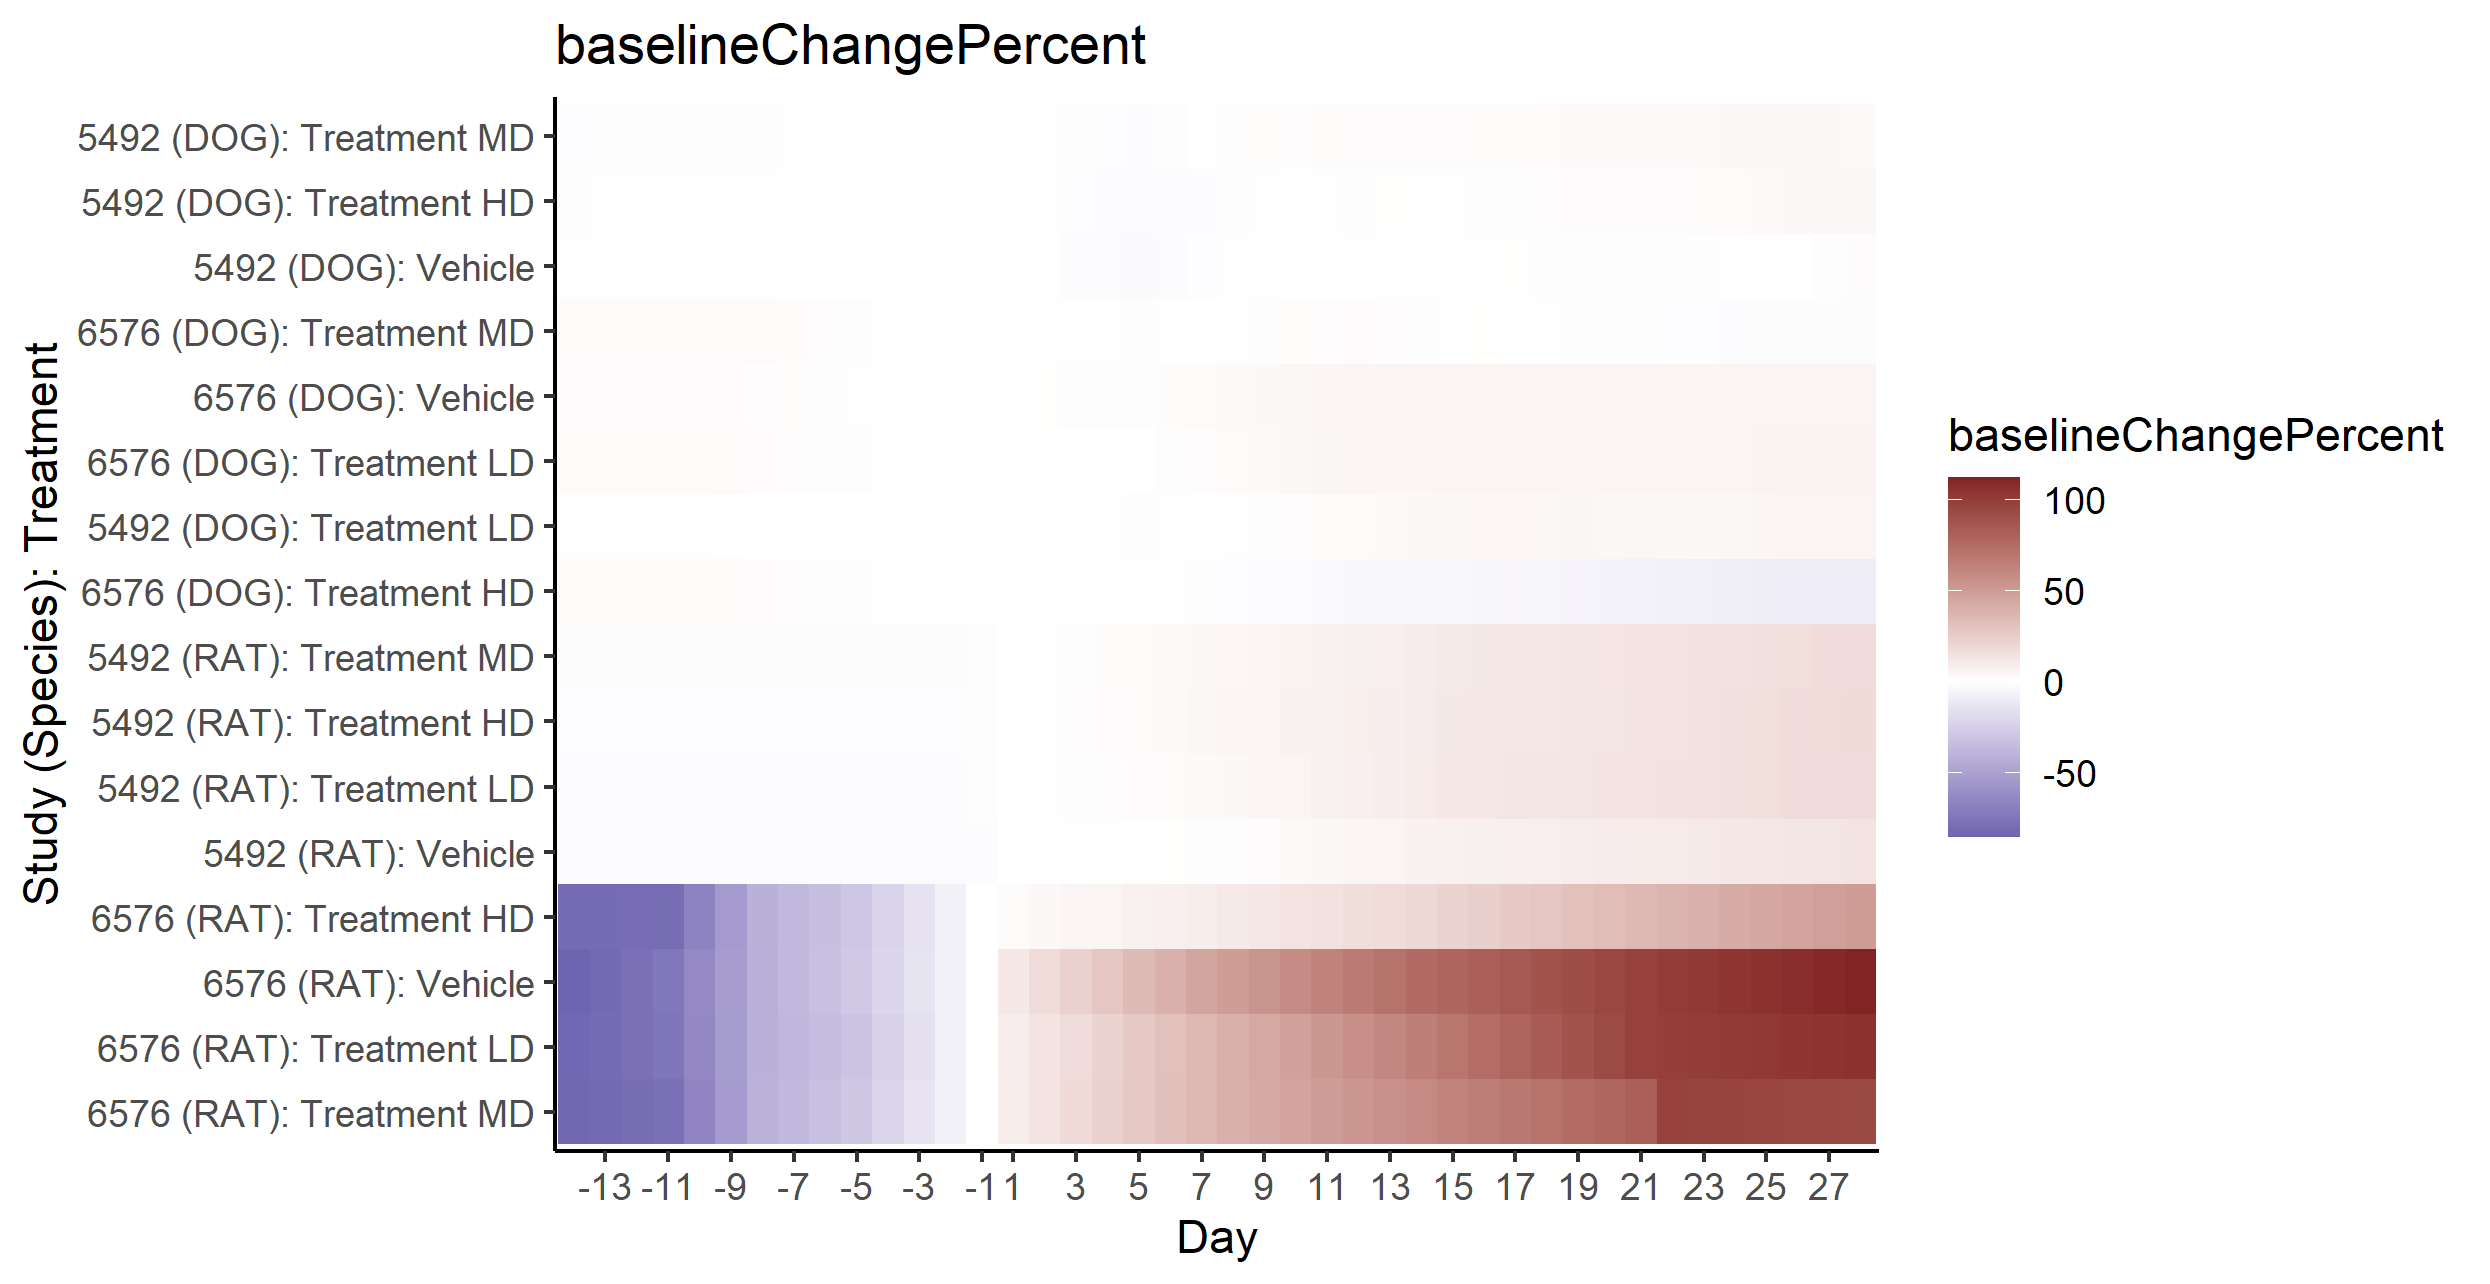 baselineChangePercent
Study (Species): Treatment
5492 (DOG): Treatment MD
5492 (DOG): Treatment HD
5492 (DOG): Vehicle
6576 (DOG): Treatment MD
6576 (DOG): Vehicle
6576 (DOG): Treatment LD
5492 (DOG): Treatment LD
6576 (DOG): Treatment HD
5492 (RAT): Treatment MD
5492 (RAT): Treatment HD
5492 (RAT): Treatment LD
5492 (RAT): Vehicle
6576 (RAT): Treatment HD
6576 (RAT): Vehicle
6576 (RAT): Treatment LD
6576 (RAT): Treatment MD
-13 -11 -9 -7 -5 -3 -1 1 3 5 7 9 11 13 15 17 19 21 23 25 27
Day
baselineChangePercent
100
50
0
-50